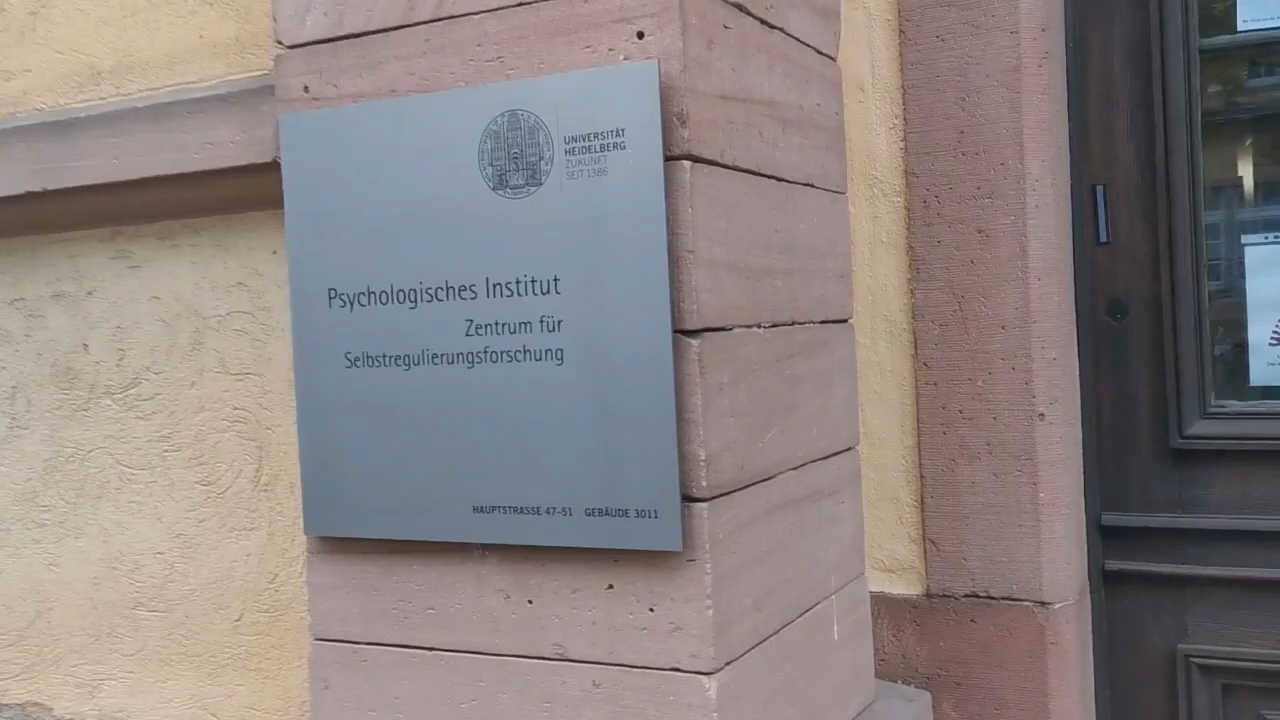 UNIVERSITÄT
HEIDELBERG
ZUKUNFT
SEIT 1386
Psychologisches Institut
Zentrum für
Selbstregulierungsforschung
HAUPTSTRASSE 47–51 GEBÄUDE 3011